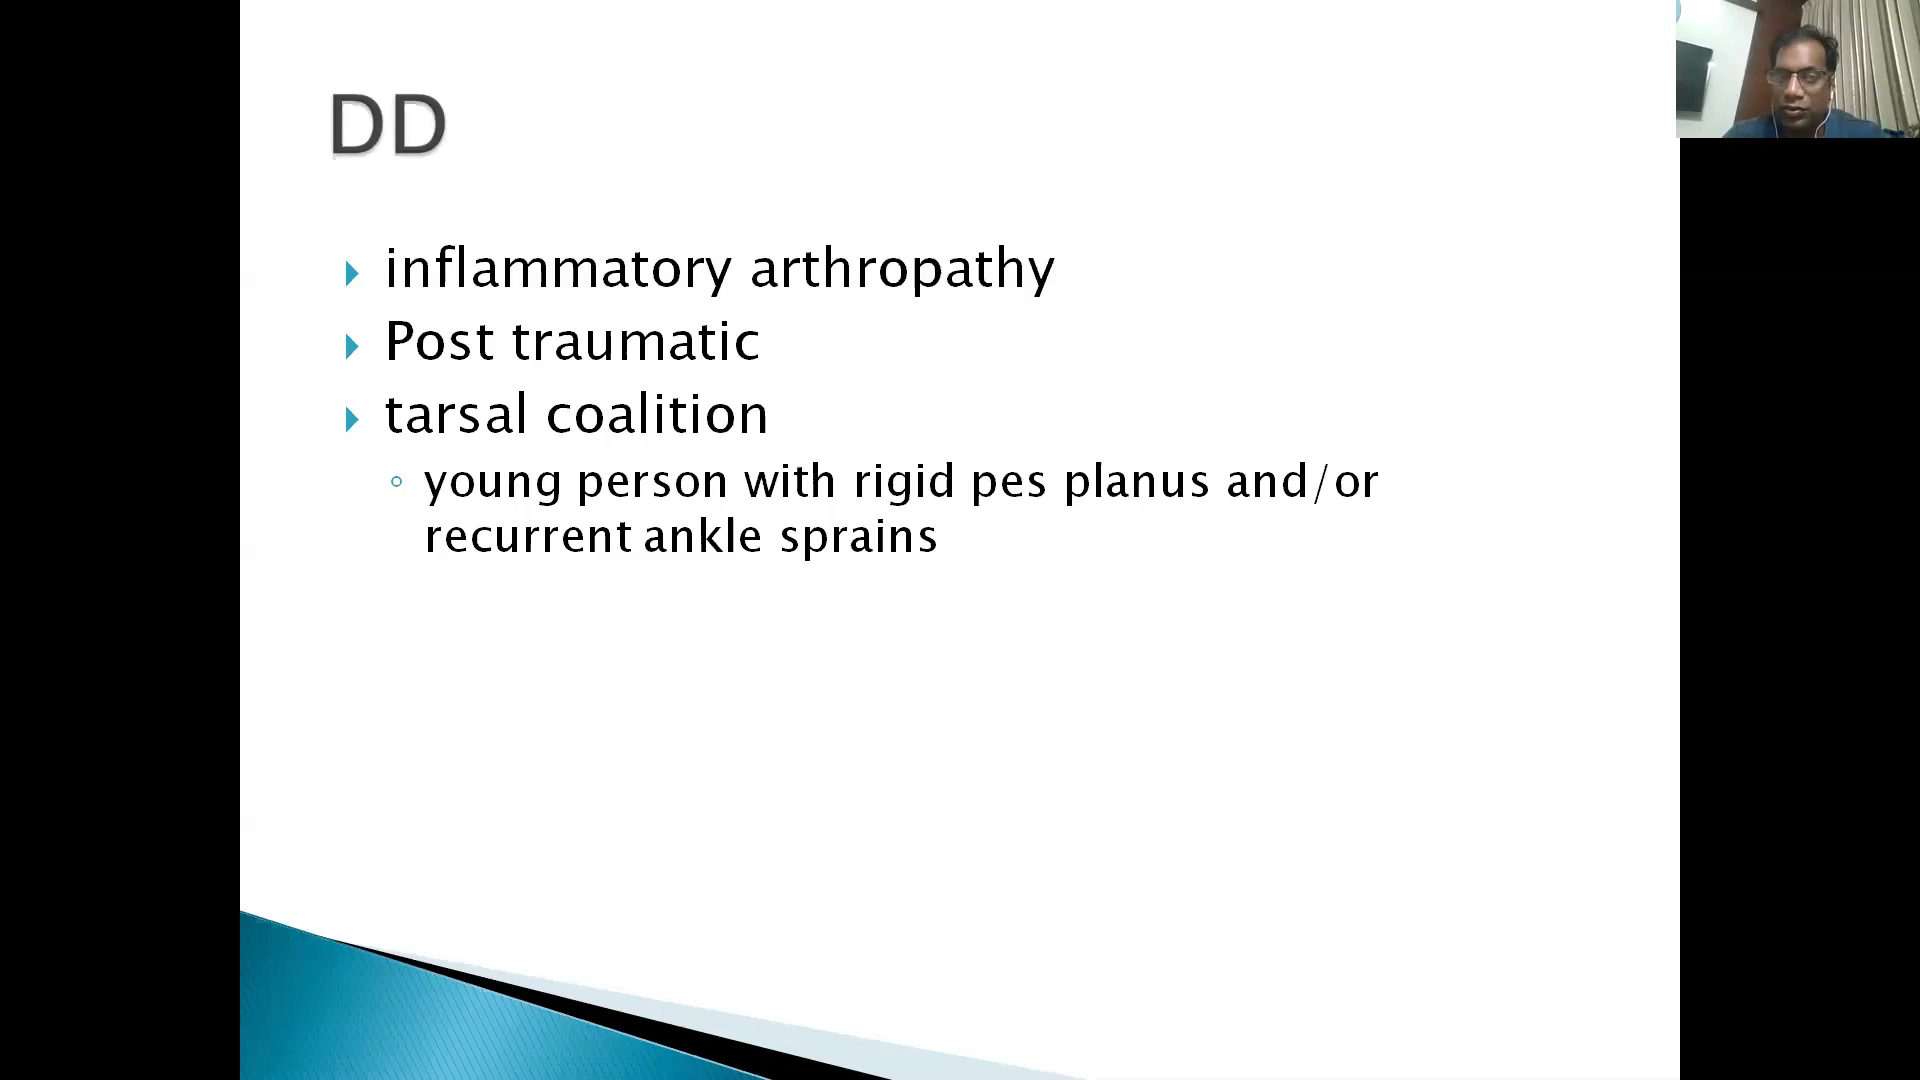 DD
inflammatory arthropathy
Post traumatic
tarsal coalition
young person with rigid pes planus and/or
recurrent ankle sprains